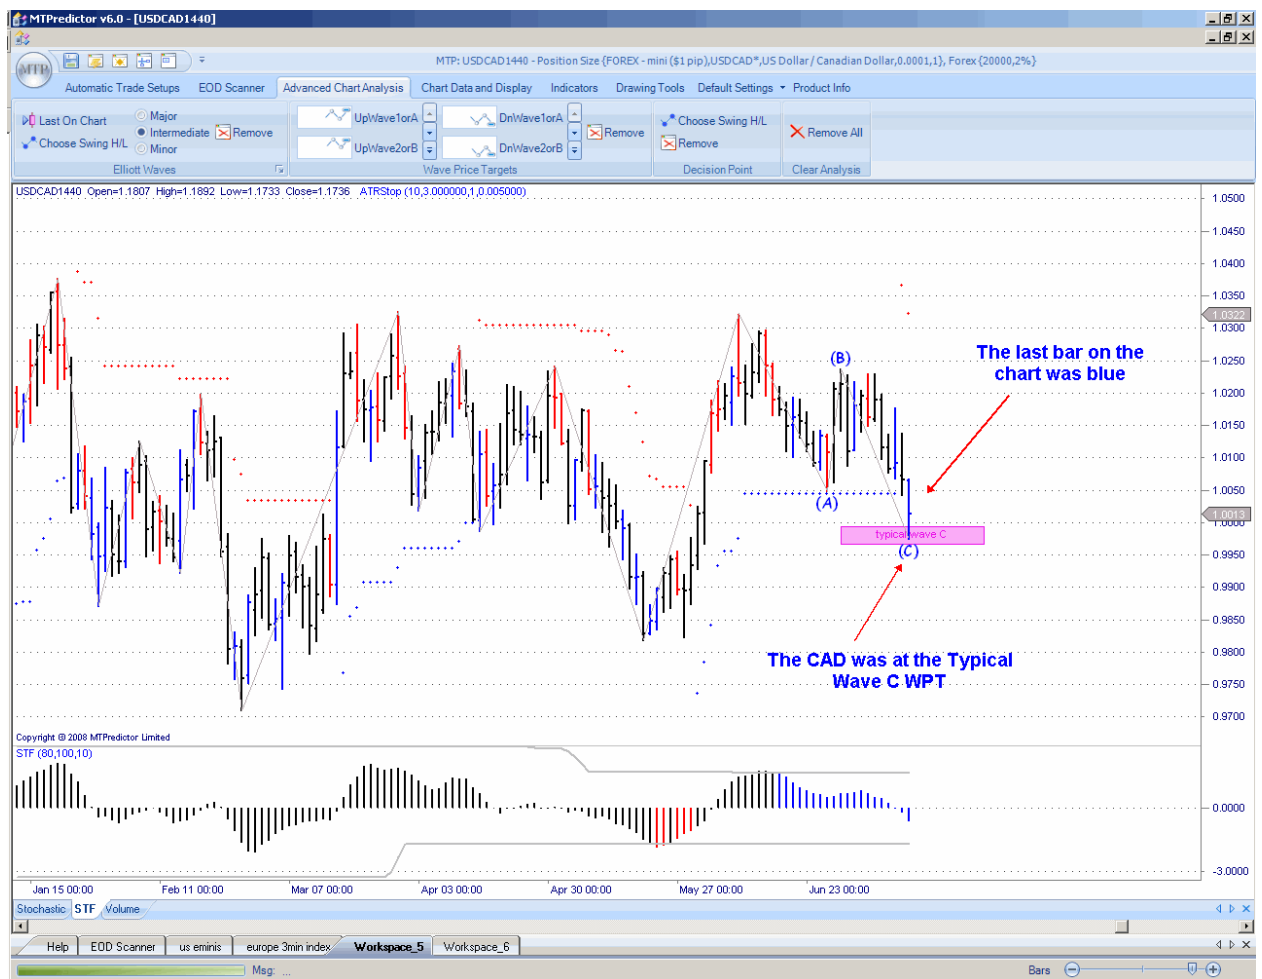 MTPredictor v6.0 - [USDCAD1440]
MTP
MTP: USDCAD1440 - Position Size {FOREX - mini ($1 pip),USDCAD*,US Dollar / Canadian Dollar,0.0001,1}, Forex {20000,2%}
Automatic Trade Setups EOD Scanner Advanced Chart Analysis Chart Data and Display Indicators Drawing Tools Default Settings Product Info
Last On Chart
Choose Swing H/L
Major
Intermediate
Minor
Remove
Elliott Waves
UpWave1orA
UpWave2orB
DnWave1orA
DnWave2orB
Remove
Wave Price Targets
Choose Swing H/L
Remove
Decision Point
Remove All
Clear Analysis
USDCAD1440 Open=1.1807 High=1.1892 Low=1.1733 Close=1.1736 ATRStop (10,3.000000,1,0.005000)
1.0500
1.0450
1.0400
1.0350
1.0322
1.0300
1.0250
1.0200
1.0150
1.0100
1.0050
1.0013
1.0000
0.9950
0.9900
0.9850
0.9800
0.9750
0.9700
The last bar on the
chart was blue
(B)
(A)
typical wave C
(C)
The CAD was at the Typical
Wave C WPT
Copyright © 2008 MTPredictor Limited
STF (80,100,10)
0.0000
-3.0000
Jan 15 00:00 Feb 11 00:00 Mar 07 00:00 Apr 03 00:00 Apr 30 00:00 May 27 00:00 Jun 23 00:00
Stochastic STF Volume
Help EOD Scanner us eminis europe 3min index Workspace_5 Workspace_6
Msg: ...
Bars